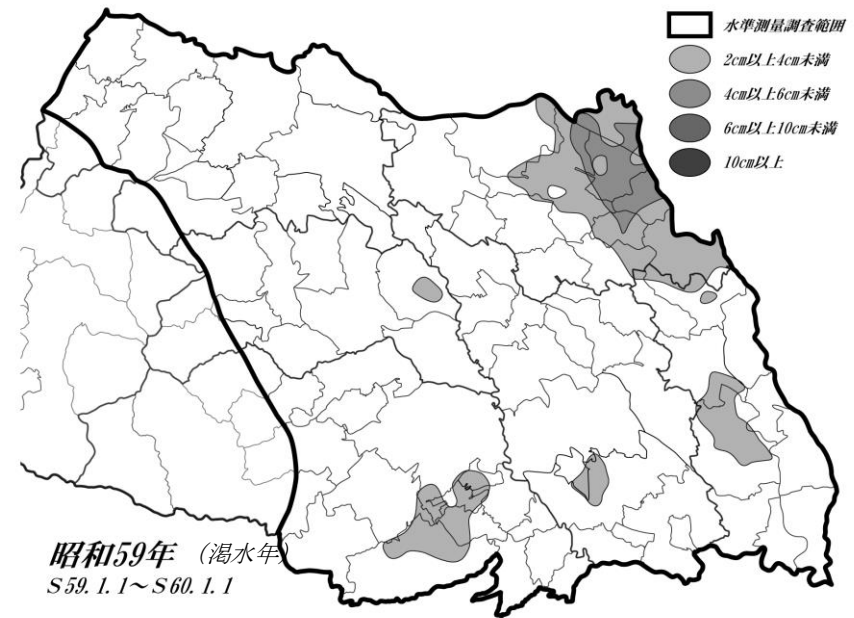 水準測量調査範囲
2cm以上4cm未満
4cm以上6cm未満
6cm以上10cm未満
10cm以上
昭和59年 (渇水年)
S59.1.1～S60.1.1